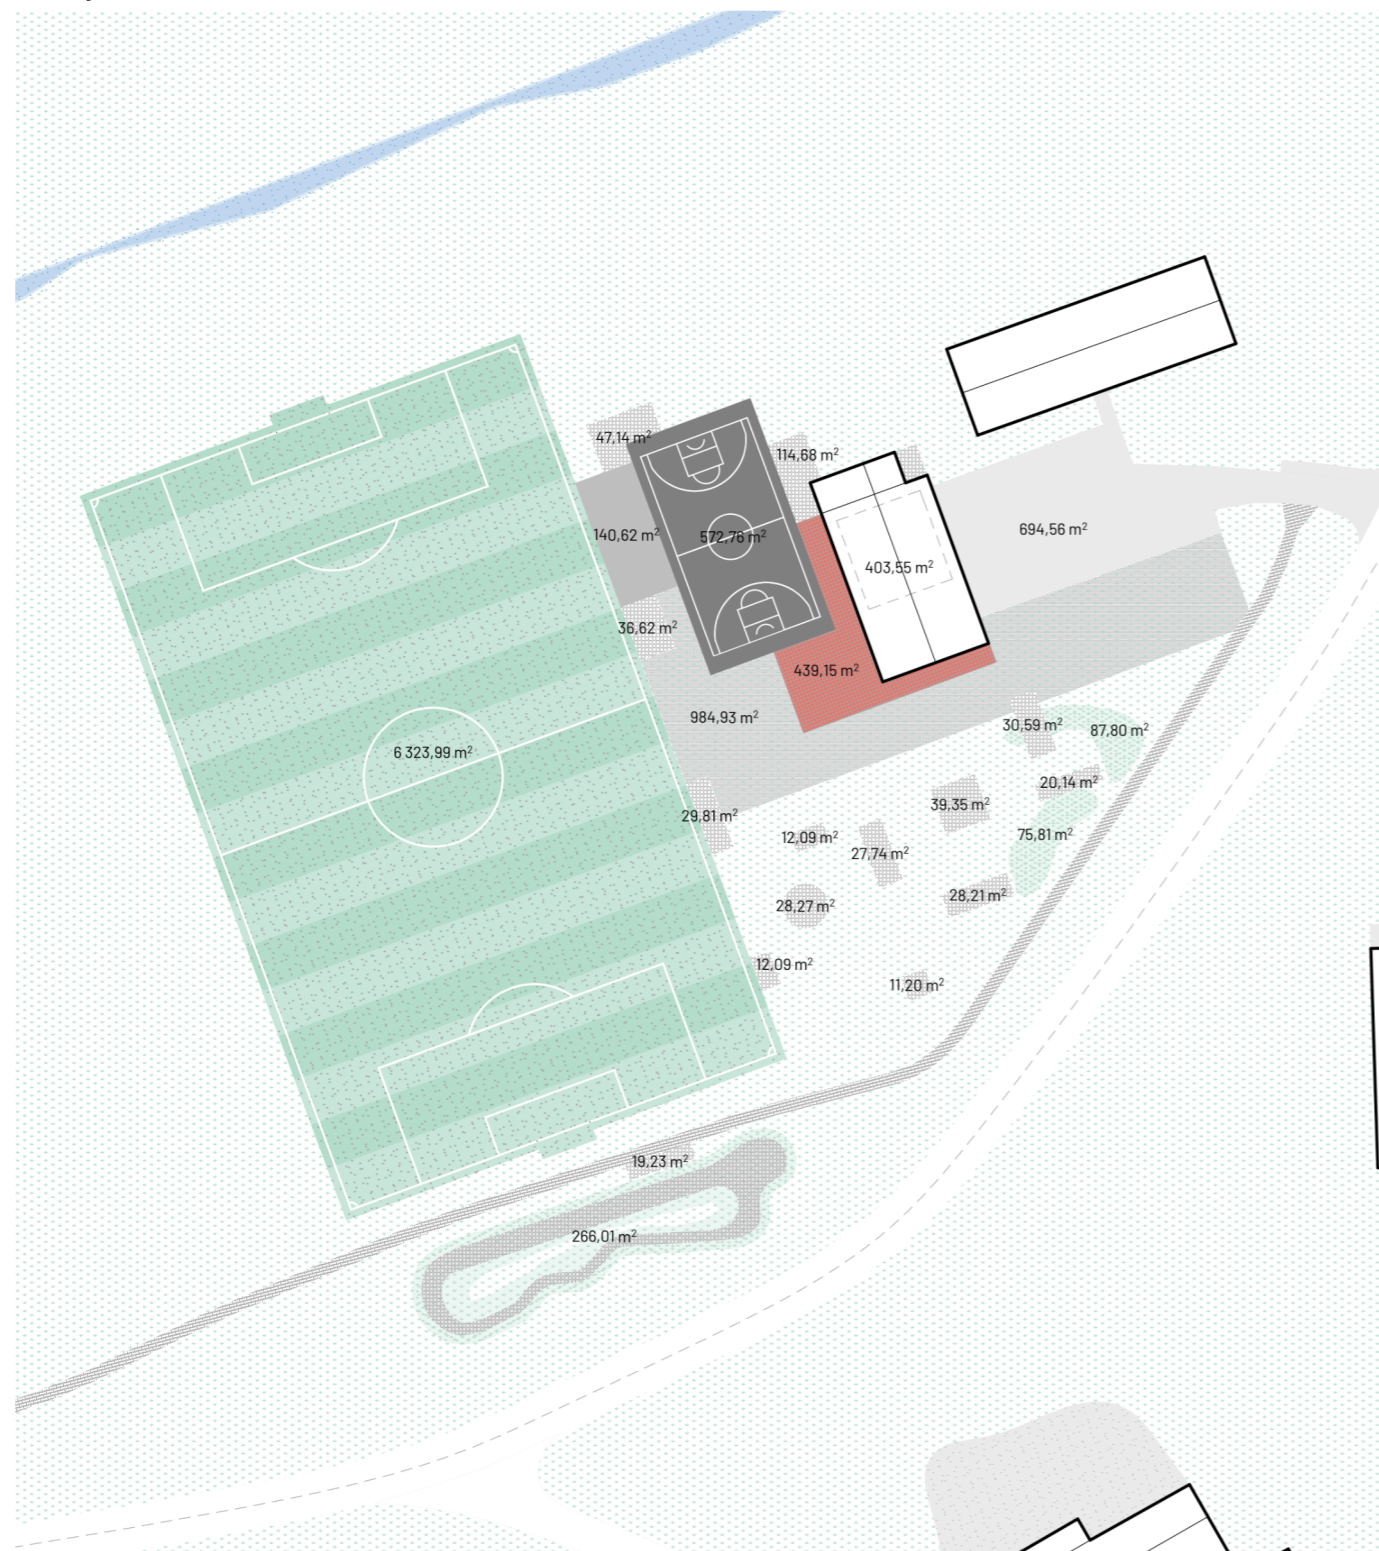 47,14 m²
114,68 m²
140,62 m²
572,76 m²
694,56 m²
403,55 m²
36,62 m²
439,15 m²
984,93 m²
30,59 m²
87,80 m²
6 323,99 m²
20,14 m²
39,35 m²
29,81 m²
12,09 m²
75,81 m²
27,74 m²
28,21 m²
28,27 m²
12,09 m²
11,20 m²
19,23 m²
266,01 m²